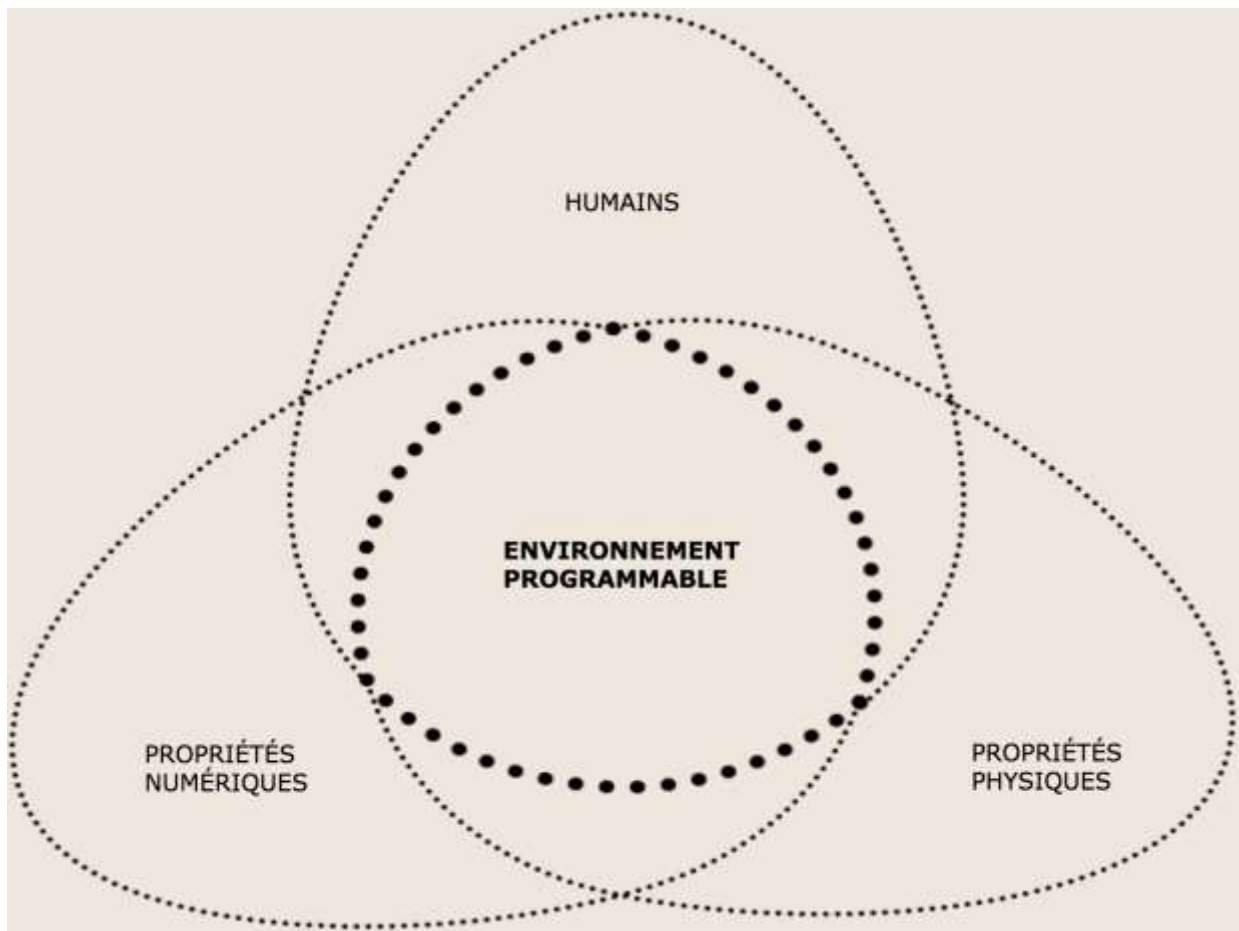 HUMAINS
ENVIRONNEMENT
PROGRAMMABLE
PROPRIÉTÉS
NUMÉRIQUES
PROPRIÉTÉS
PHYSIQUES